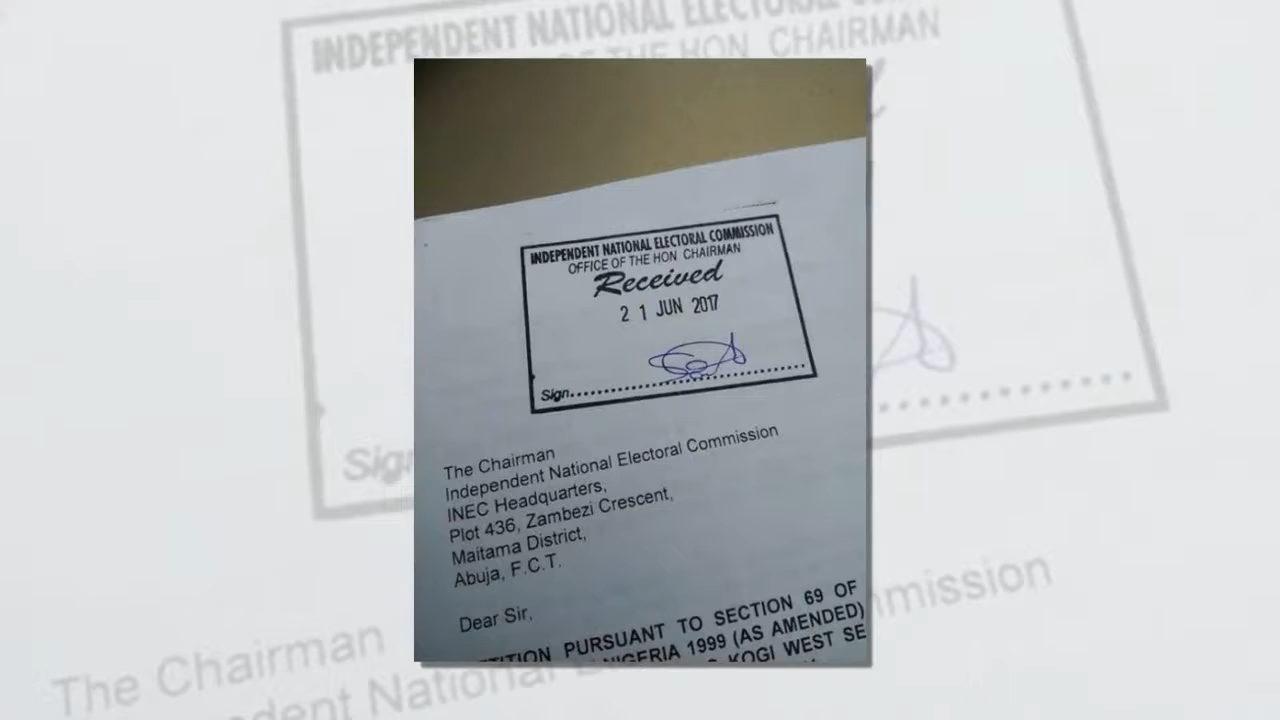 INDEPENDENT NATIONAL ELECTORAL COMMISSION
OFFICE OF THE HON CHAIRMAN
Received
21 JUN 2017
Sign
The Chairman
Independent National Electoral Commission
INEC Headquarters,
Plot 436, Zambezi Crescent,
Maitama District,
Abuja, F.C.T.
Dear Sir,
PURSUANT TO SECTION 69 OF
NIGERIA 1999 (AS AMENDED)
KOGI WEST SE